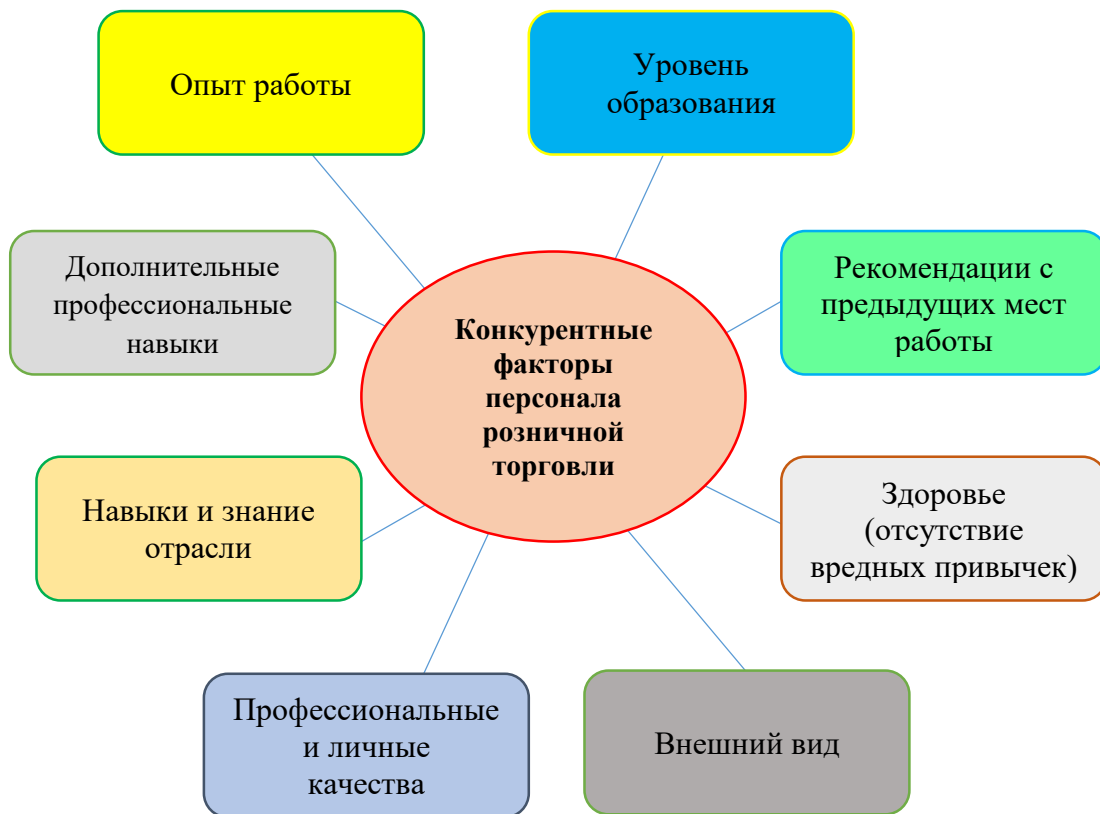 Опыт работы
Уровень
образования
Дополнительные
профессиональные
навыки
Рекомендации с
предыдущих мест
работы
Конкурентные
факторы
персонала
розничной
торговли
Навыки и знание
отрасли
Здоровье
(отсутствие
вредных привычек)
Профессиональные
и личные
качества
Внешний вид